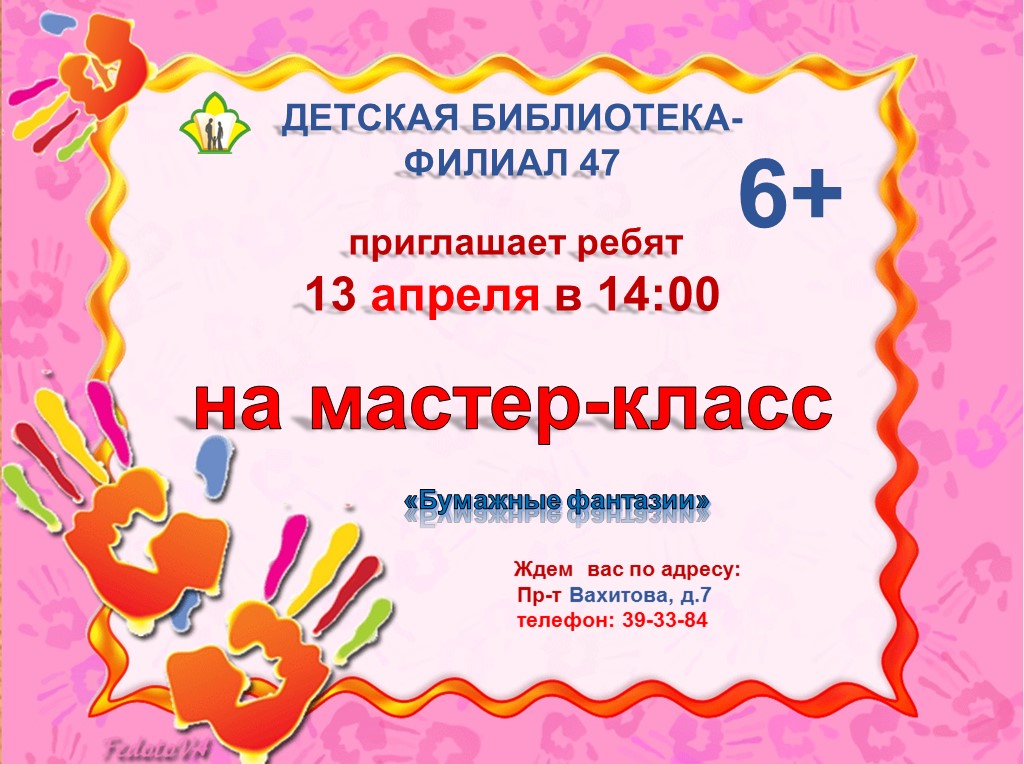 ДЕТСКАЯ БИБЛИОТЕКА-
ФИЛИАЛ 47
6+
приглашает ребят
13 апреля в 14:00
на мастер-класс
«Бумажные фантазии»
Ждем вас по адресу:
Пр-т Вахитова, д.7
телефон: 39-33-84